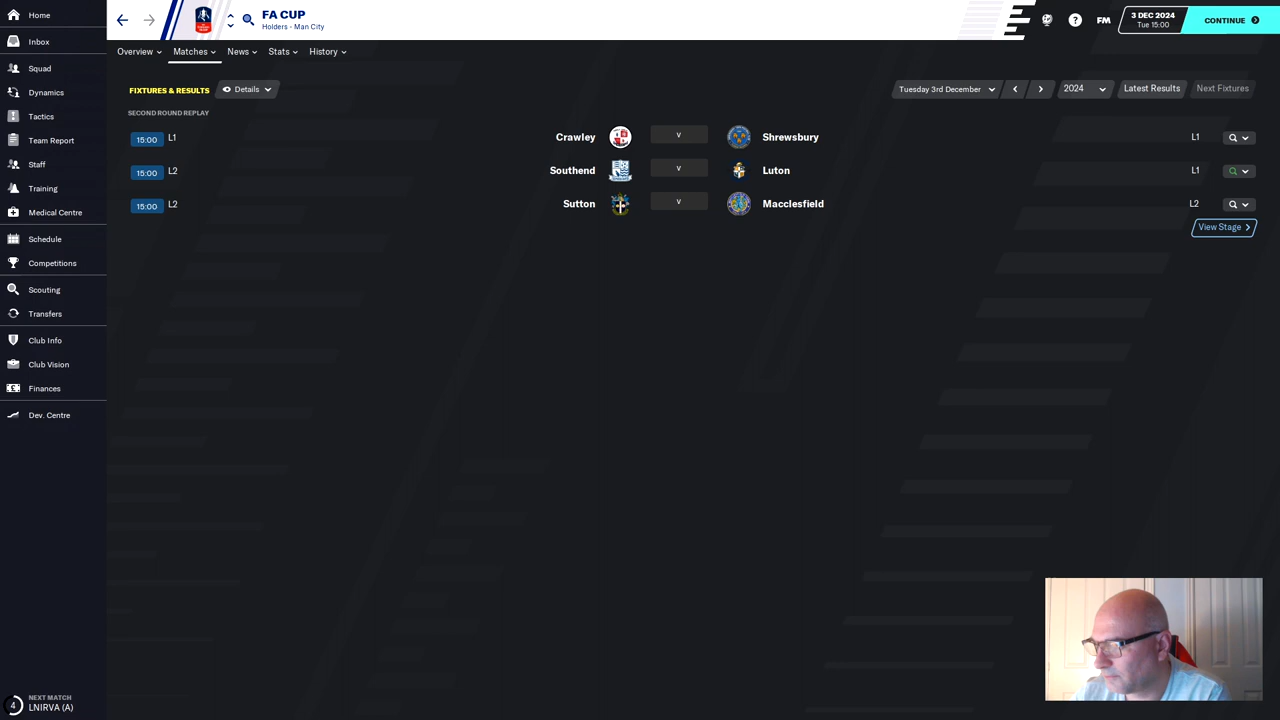 Home
Inbox
Squad
Dynamics
Tactics
Team Report
Staff
Training
Medical Centre
Schedule
Competitions
Scouting
Transfers
Club Info
Club Vision
Finances
Dev. Centre
4 NEXT MATCH
LNIRVA (A)
FA CUP
Holders - Man City
? FM
3 DEC 2024
Tue 15:00
CONTINUE
Overview Matches News Stats History
FIXTURES & RESULTS Details Tuesday 3rd December 2024 Latest Results Next Fixtures
SECOND ROUND REPLAY
15:00 L1 Crawley v Shrewsbury L1
15:00 L2 Southend v Luton L1
15:00 L2 Sutton v Macclesfield L2
View Stage